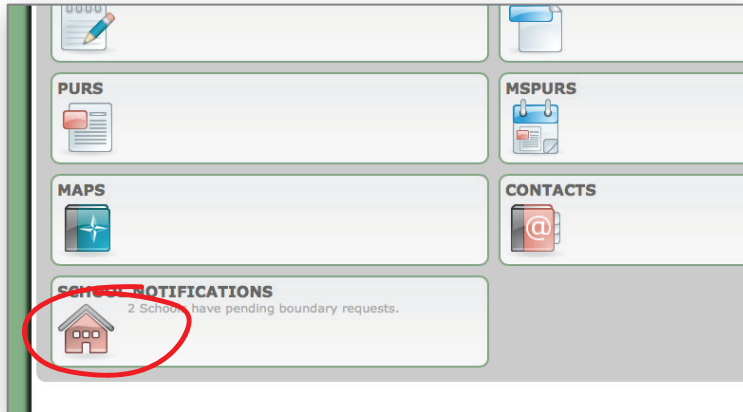 PURS
MSPURS
MAPS
CONTACTS
@
SCHOOL NOTIFICATIONS
2 Schools have pending boundary requests.